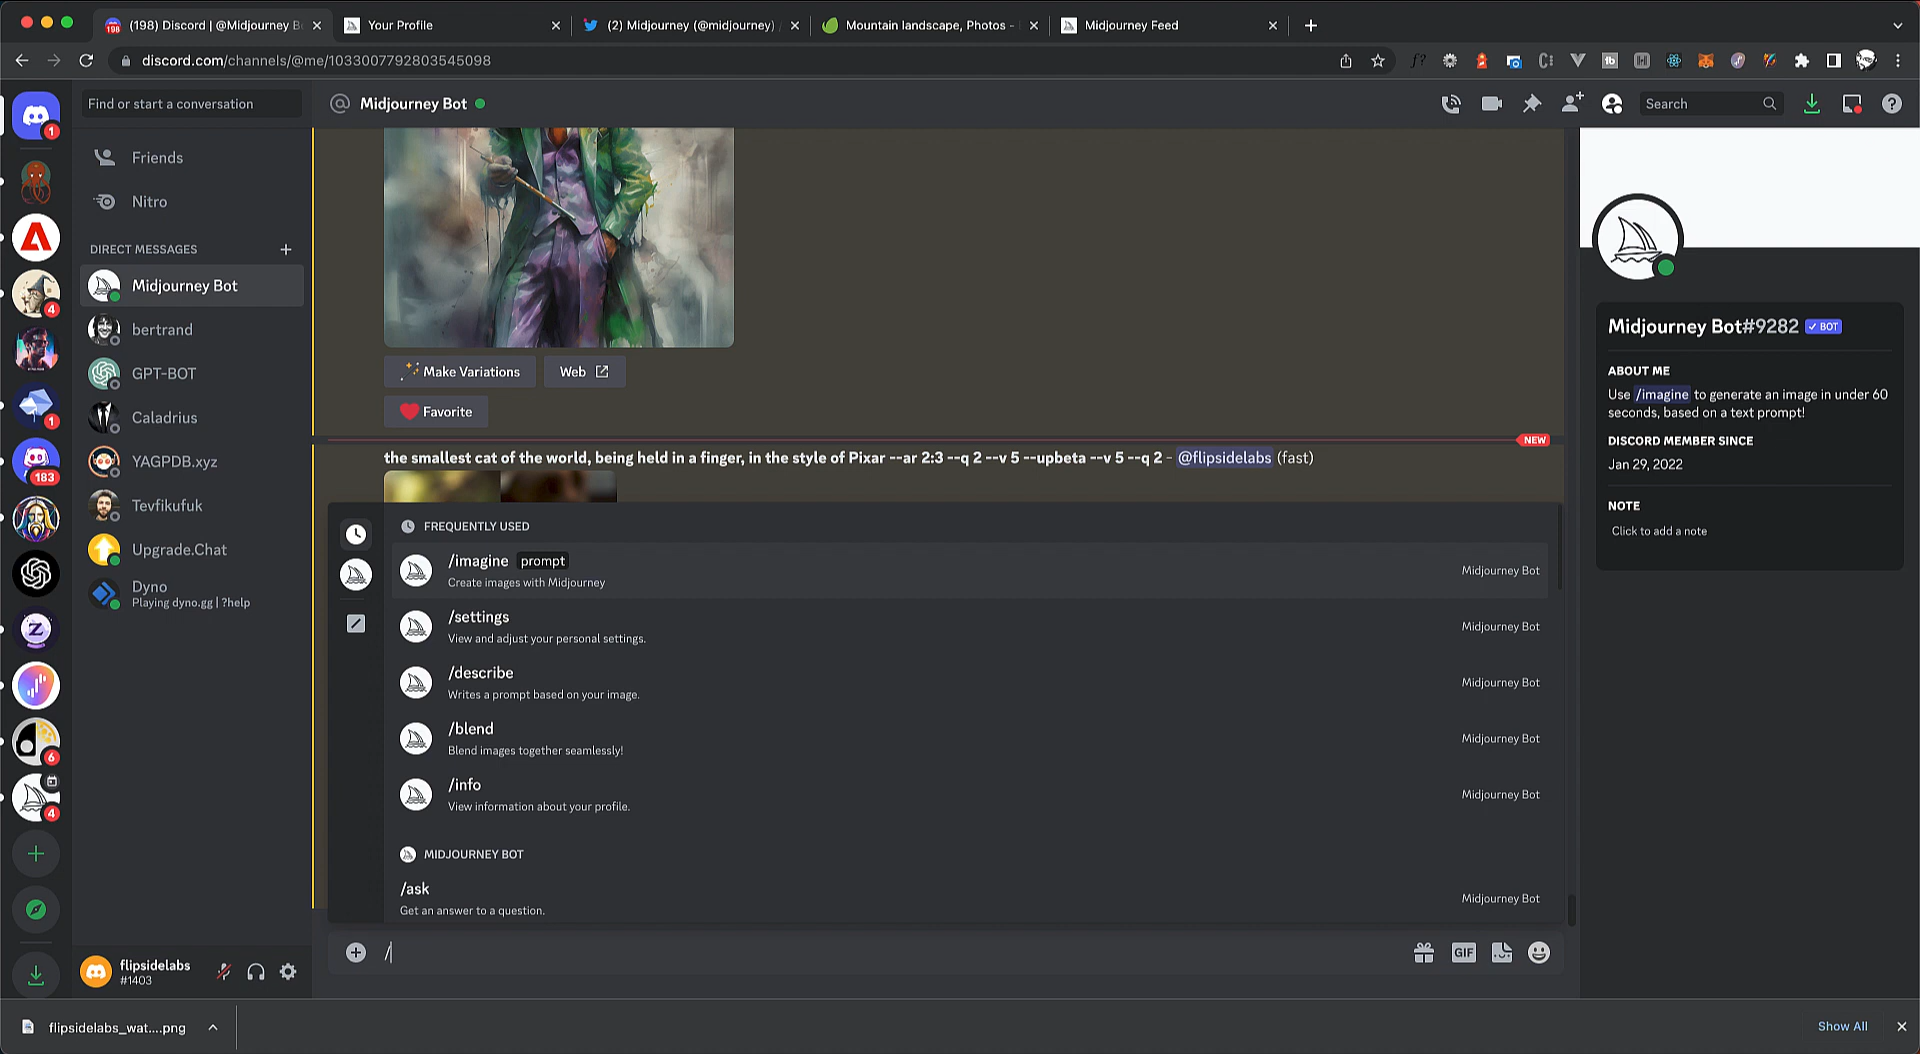 198
(198) Discord | @Midjourney B
Your Profile
(2) Midjourney (@midjourney)
Mountain landscape, Photos -
Midjourney Feed
discord.com/channels/@me/1033007792803545098
Find or start a conversation
Midjourney Bot
Search
1
Friends
Nitro
DIRECT MESSAGES
Midjourney Bot
4
bertrand
GPT-BOT
1
Caladrius
YAGPDB.xyz
183
Tevfikufuk
Upgrade.Chat
Dyno
Playing dyno.gg | ?help
6
4
flipsidelabs
#1403
Make Variations
Web
Favorite
NEW
the smallest cat of the world, being held in a finger, in the style of Pixar --ar 2:3 --q 2 --v 5 --upbeta --v 5 --q 2 - @flipsidelabs (fast)
FREQUENTLY USED
/imagine prompt
Create images with Midjourney
Midjourney Bot
/settings
View and adjust your personal settings.
Midjourney Bot
/describe
Writes a prompt based on your image.
Midjourney Bot
/blend
Blend images together seamlessly!
Midjourney Bot
/info
View information about your profile.
Midjourney Bot
MIDJOURNEY BOT
/ask
Get an answer to a question.
Midjourney Bot
/
GIF
Midjourney Bot#9282 BOT
ABOUT ME
Use /imagine to generate an image in under 60
seconds, based on a text prompt!
DISCORD MEMBER SINCE
Jan 29, 2022
NOTE
Click to add a note
flipsidelabs_wat....png
Show All